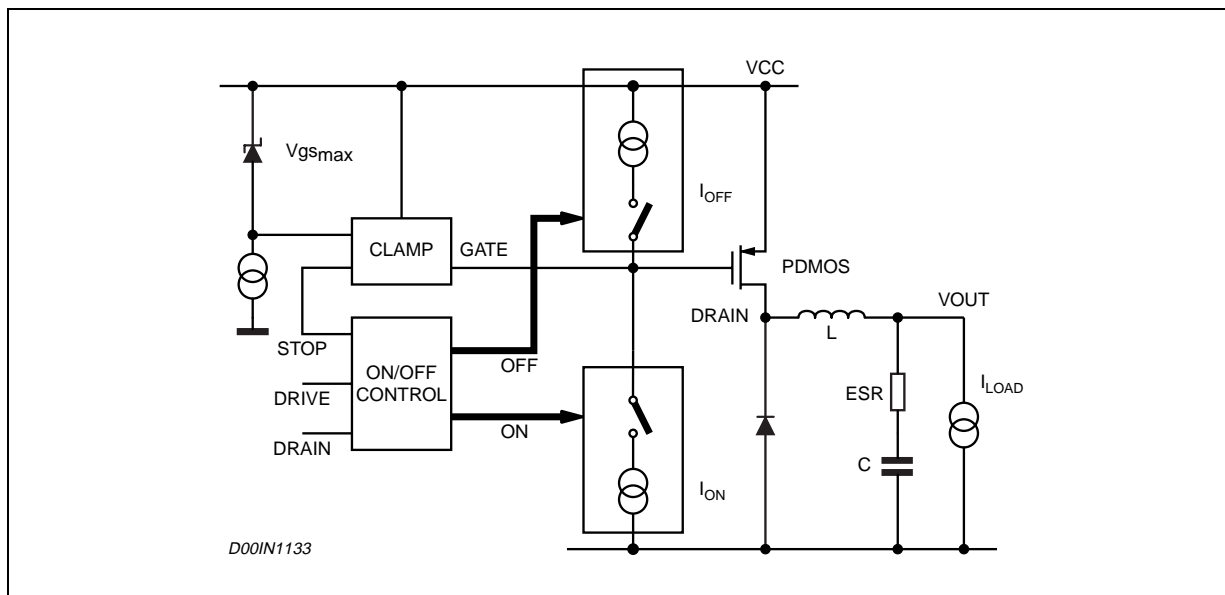 VCC
Vgsmax
IOFF
CLAMP
GATE
PDMOS
VOUT
DRAIN
L
STOP
OFF
ON/OFF
CONTROL
DRIVE
ESR
ILOAD
ON
DRAIN
C
ION
D00IN1133